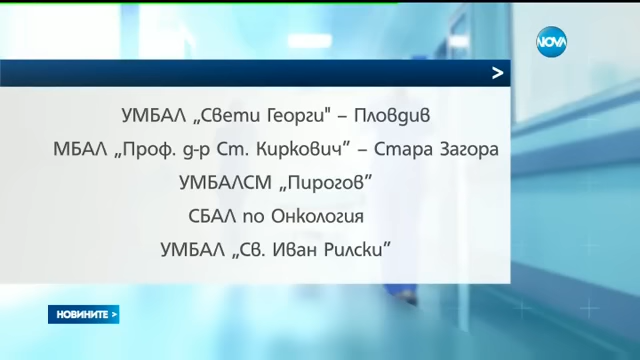 NOVA
>
УМБАЛ „Свети Георги" – Пловдив
МБАЛ „Проф. д-р Ст. Киркович” – Стара Загора
УМБАЛСМ „Пирогов”
СБАЛ по Онкология
УМБАЛ „Св. Иван Рилски”
НОВИНИТЕ >